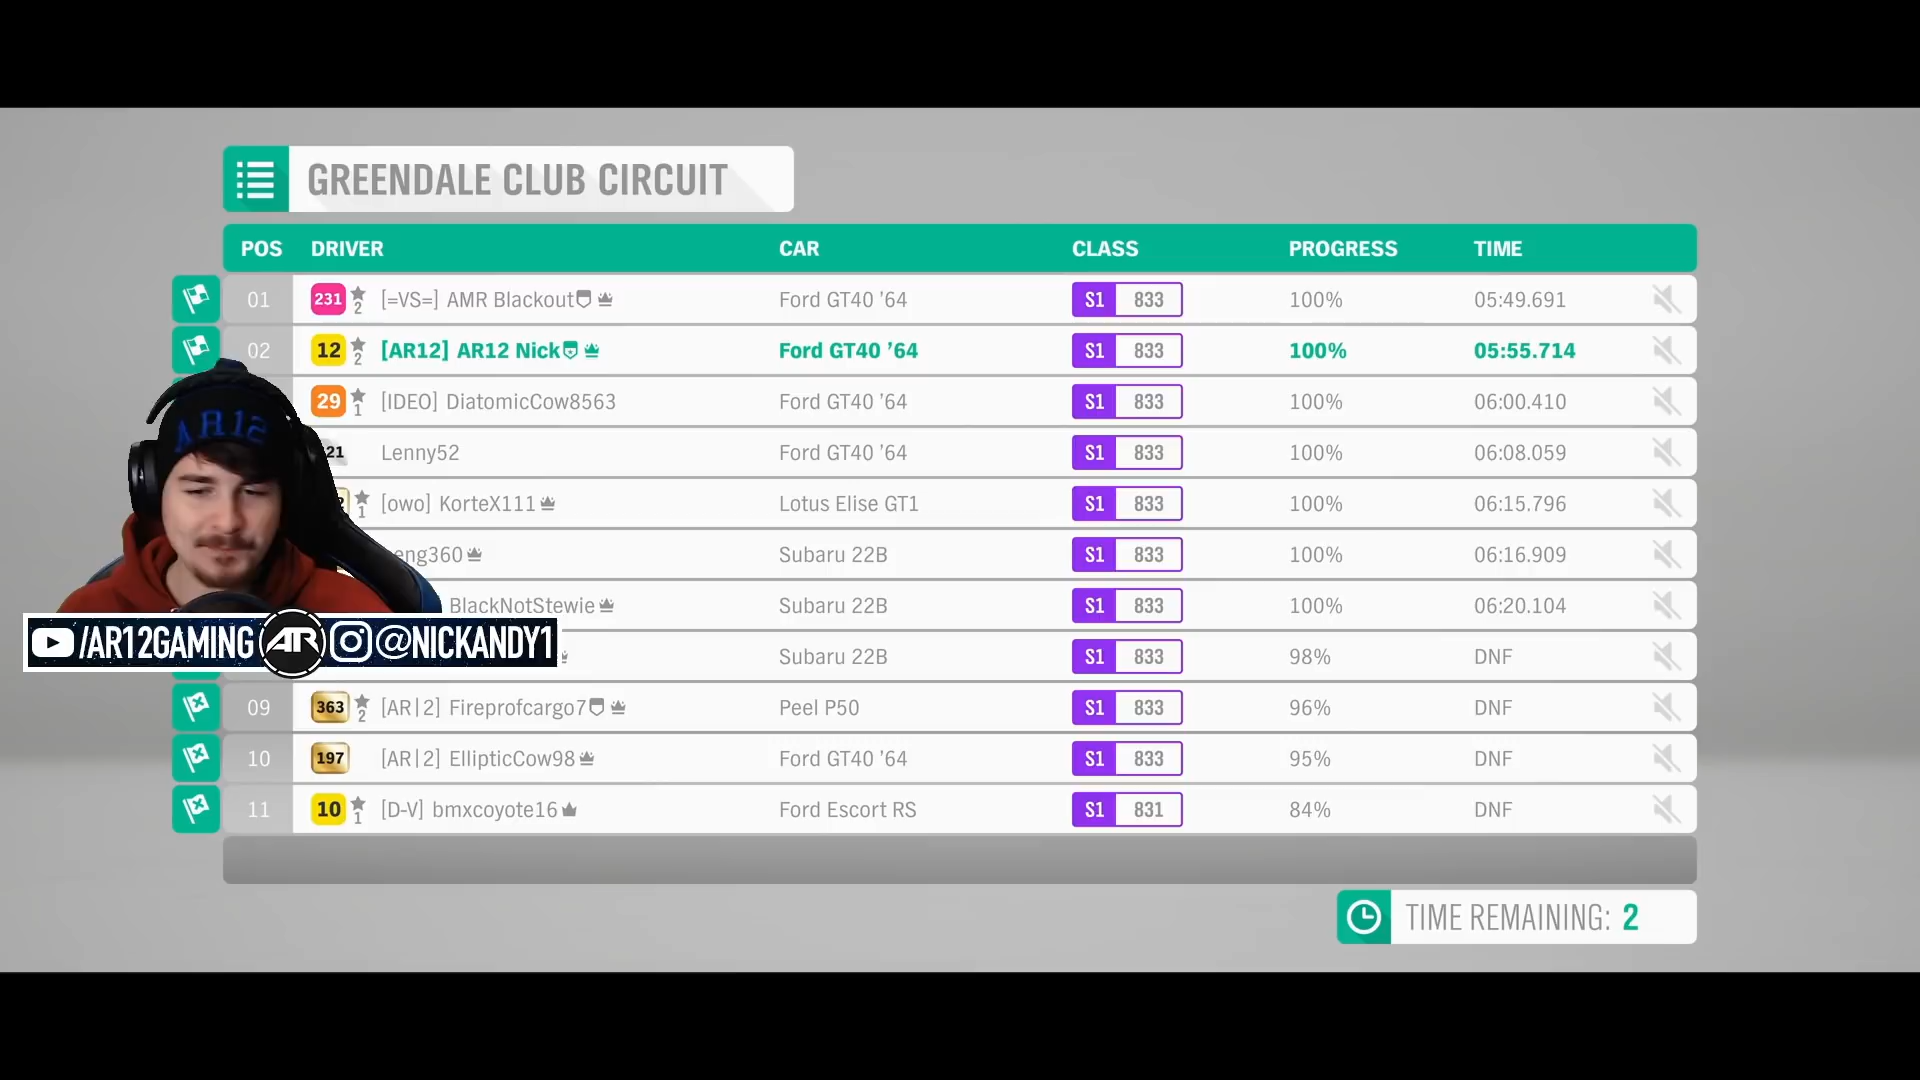 GREENDALE CLUB CIRCUIT
POS DRIVER CAR CLASS PROGRESS TIME
01 231 2 [=VS=] AMR Blackout Ford GT40 '64 S1 833 100% 05:49.691
02 12 2 [AR12] AR12 Nick Ford GT40 '64 S1 833 100% 05:55.714
29 1 [IDEO] DiatomicCow8563 Ford GT40 '64 S1 833 100% 06:00.410
21 Lenny52 Ford GT40 '64 S1 833 100% 06:08.059
1 [owo] KorteX111 Lotus Elise GT1 S1 833 100% 06:15.796
eng360 Subaru 22B S1 833 100% 06:16.909
BlackNotStewie Subaru 22B S1 833 100% 06:20.104
Subaru 22B S1 833 98% DNF
09 363 2 [AR|2] Fireprofcargo7 Peel P50 S1 833 96% DNF
10 197 [AR|2] EllipticCow98 Ford GT40 '64 S1 833 95% DNF
11 10 1 [D-V] bmxcoyote16 Ford Escort RS S1 831 84% DNF
TIME REMAINING: 2
AR12
/AR12GAMING AR @NICKANDY1